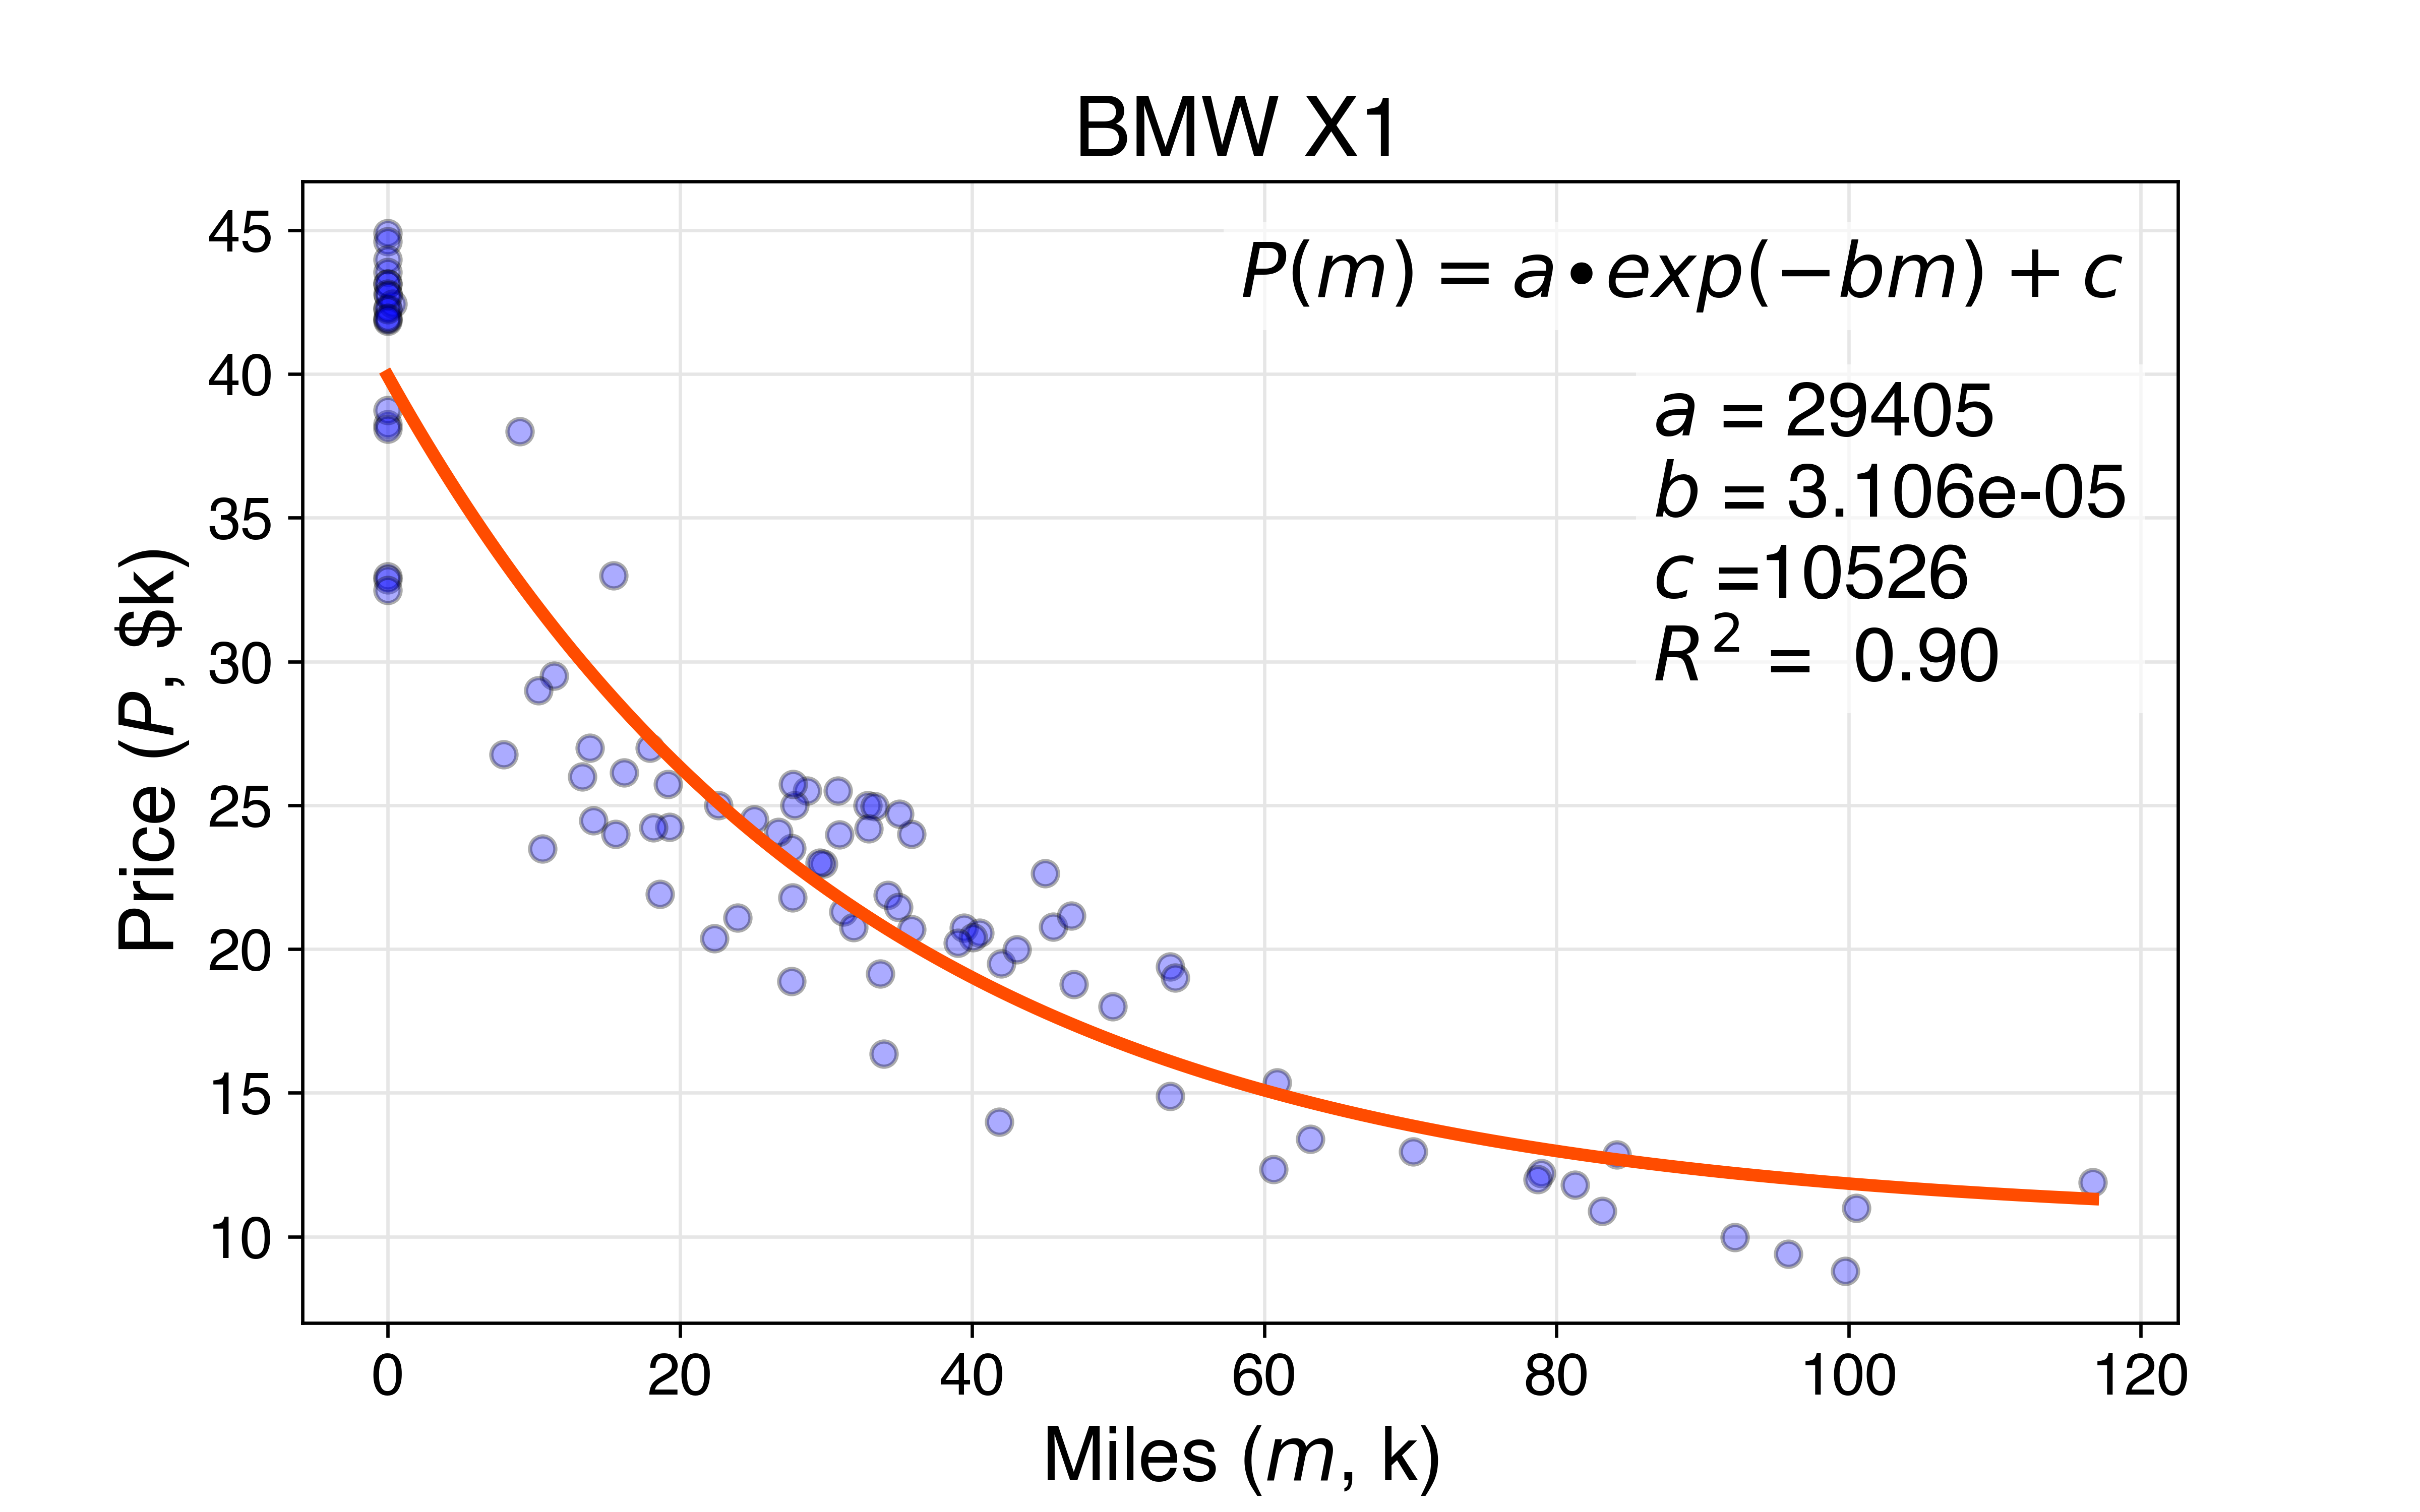 BMW X1
P(m) = a•exp(−bm) + c
a = 29405
b = 3.106e-05
c =10526
R² = 0.90
45
40
35
30
25
20
15
10
Price (P, $k)
0 20 40 60 80 100 120
Miles (m, k)